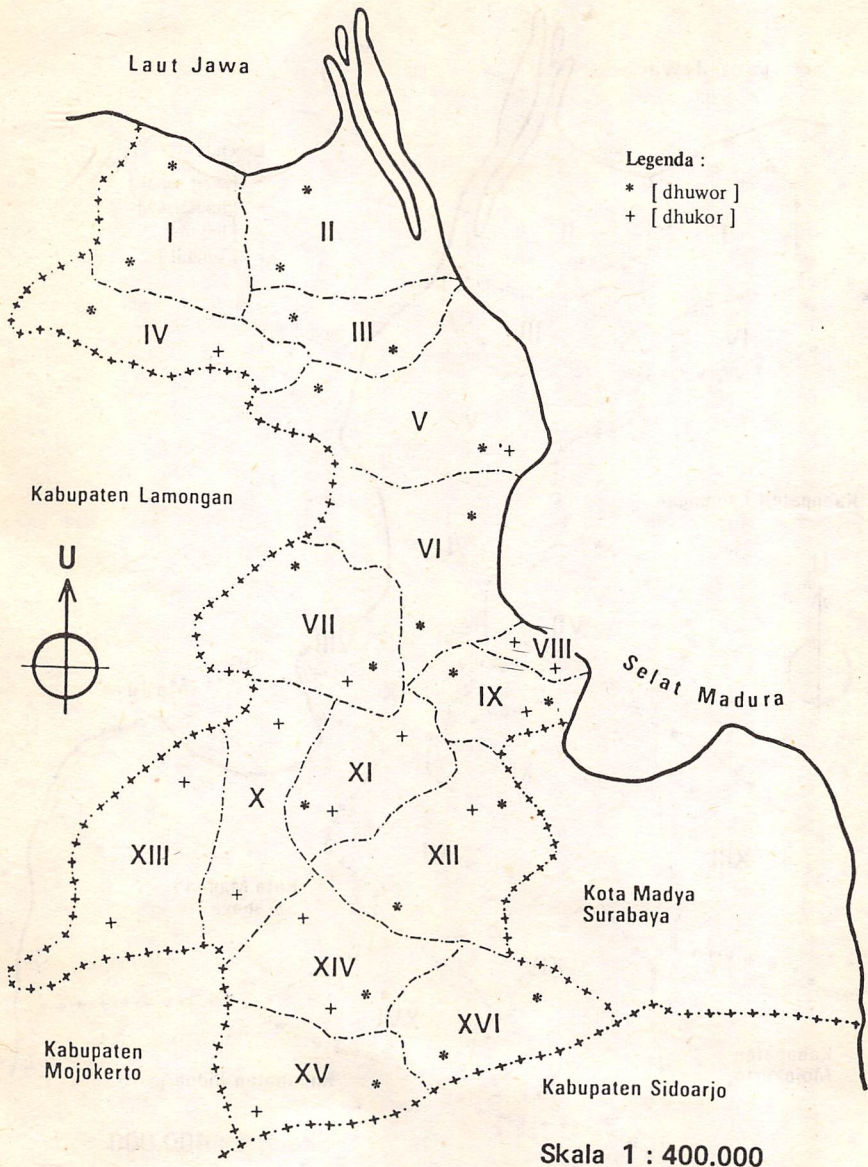 Laut Jawa
Legenda :
* [ dhuwor ]
+ [ dhukor ]
I
II
III
IV
V
Kabupaten Lamongan
U
VI
VII
VIII
Selat Madura
IX
X
XI
XII
XIII
Kota Madya
Surabaya
XIV
XVI
Kabupaten
Mojokerto
XV
Kabupaten Sidoarjo
Skala 1 : 400.000